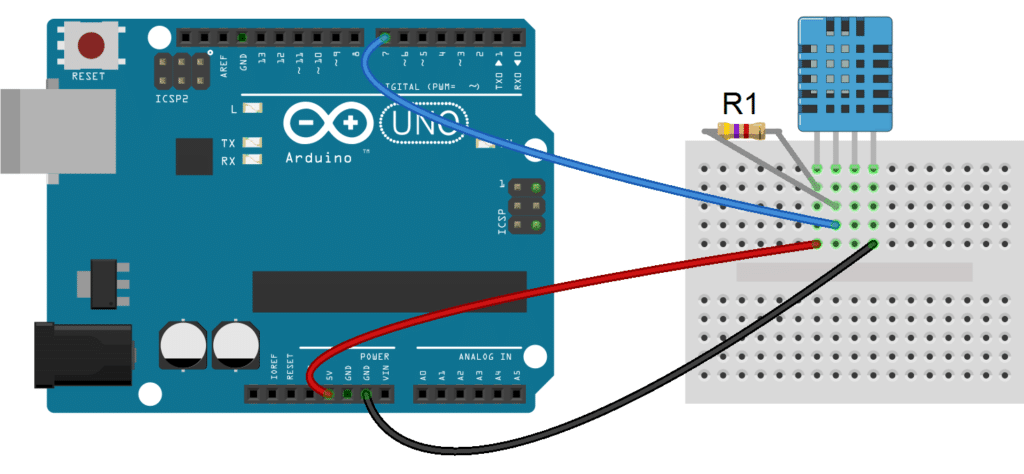 RESET
ICSP2
AREF
GND
13
12
~11
~10
~9
8
7
~6
~5
~4
~3
2
TX0 ▲ 1
RX0 ▼ 0
IGITAL (PWM= ~)
L
TX
RX
UNO
Arduino
™
1
ICSP
R1
IOREF
RESET
5V
GND
GND
VIN
POWER
ANALOG IN
A0
A1
A2
A3
A4
A5